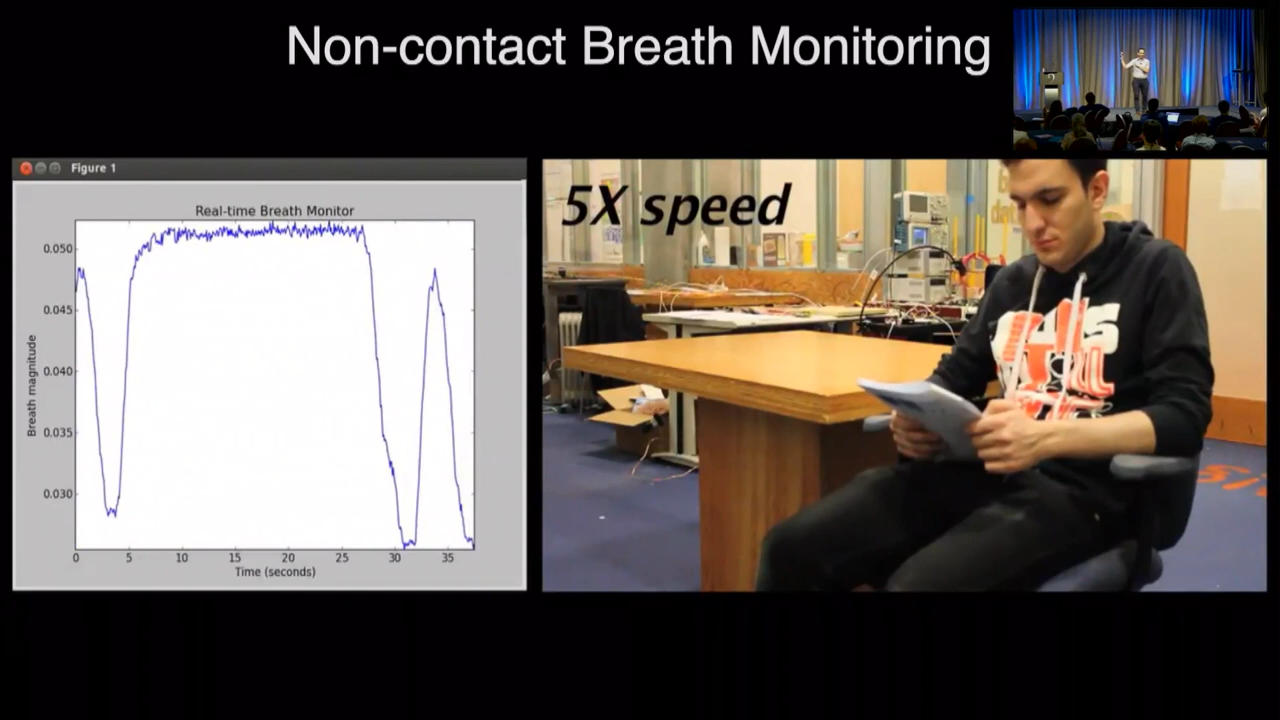 Non-contact Breath Monitoring
Figure 1
Real-time Breath Monitor
0.050
0.045
0.040
0.035
0.030
Breath magnitude
0 5 10 15 20 25 30 35
Time (seconds)
5X speed